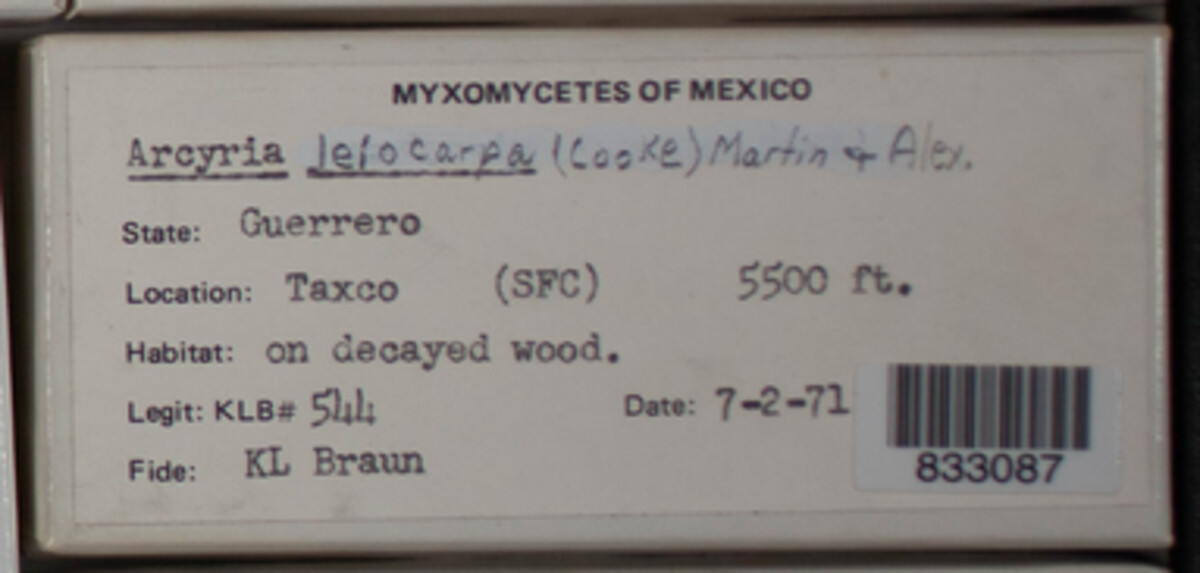 MYXOMYCETES OF MEXICO
Arcyria leiocarpa (Cooke) Martin & Alex.
State: Guerrero
Location: Taxco (SFC) 5500 ft.
Habitat: on decayed wood.
Legit: KLB# 544 Date: 7-2-71
Fide: KL Braun
833087